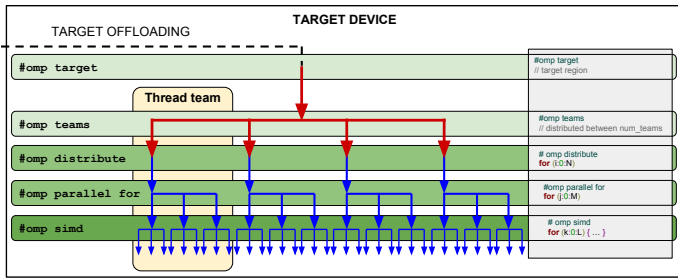 TARGET DEVICE
TARGET OFFLOADING
#omp target
#omp target
// target region
Thread team
#omp teams
#omp teams
// distributed between num_teams
#omp distribute
# omp distribute
for (i:0:N)
#omp parallel for
#omp parallel for
for (j:0:M)
#omp simd
# omp simd
for (k:0:L) { ... }